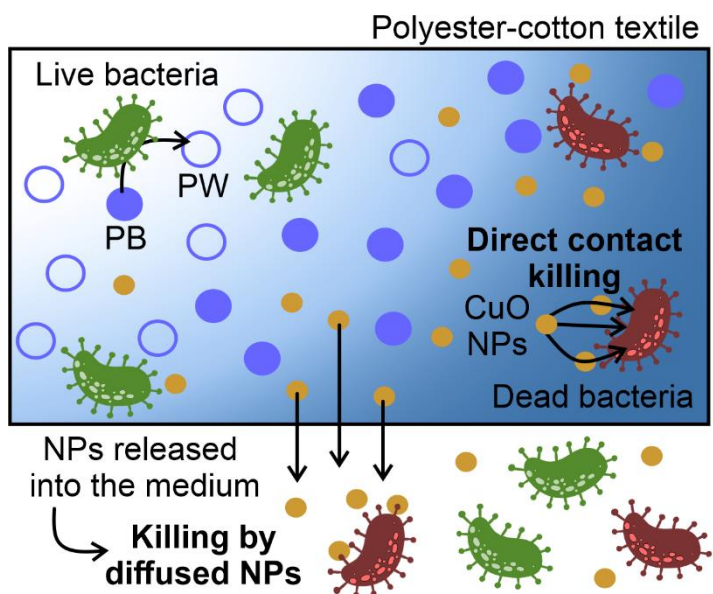 Polyester-cotton textile
Live bacteria
PW
PB
Direct contact
killing
CuO
NPs
Dead bacteria
NPs released
into the medium
Killing by
diffused NPs